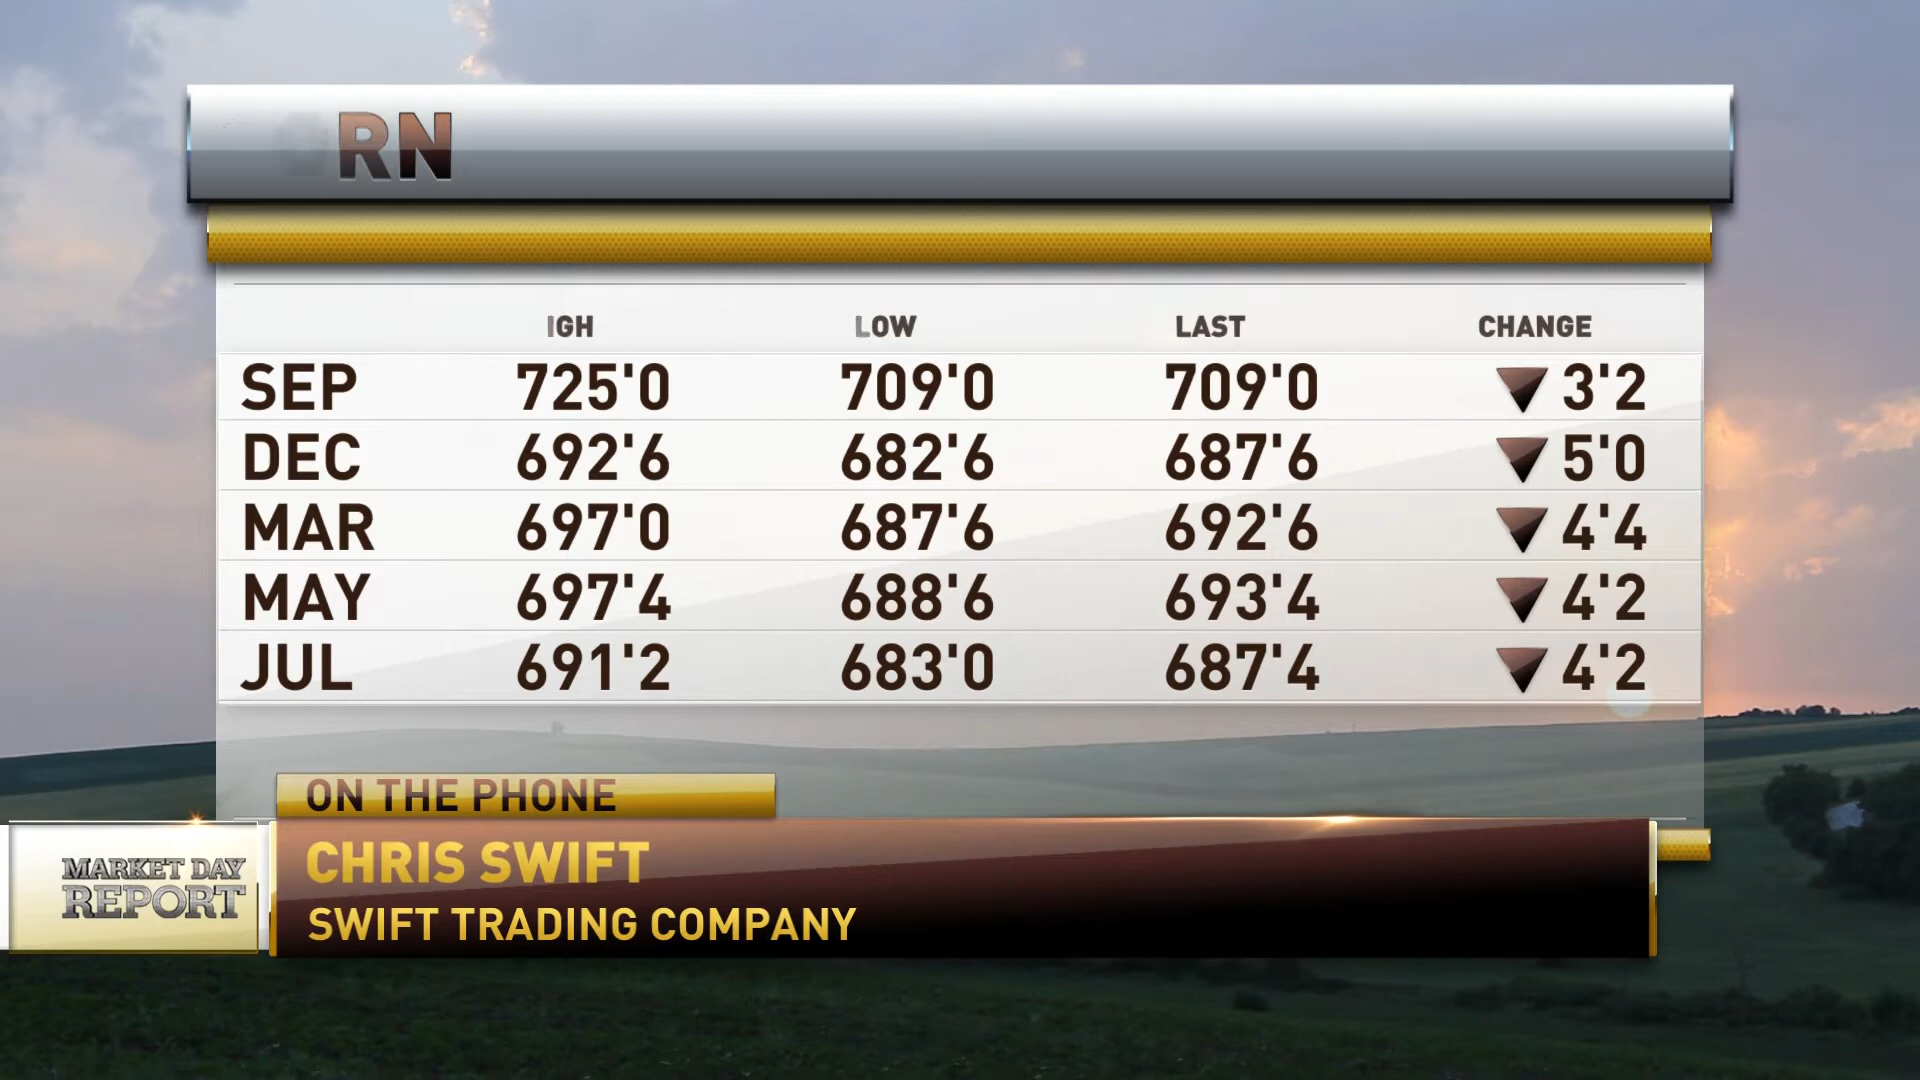 RN
IGH LOW LAST CHANGE
SEP 725'0 709'0 709'0 ▼ 3'2
DEC 692'6 682'6 687'6 ▼ 5'0
MAR 697'0 687'6 692'6 ▼ 4'4
MAY 697'4 688'6 693'4 ▼ 4'2
JUL 691'2 683'0 687'4 ▼ 4'2
ON THE PHONE
CHRIS SWIFT
SWIFT TRADING COMPANY
MARKET DAY
REPORT